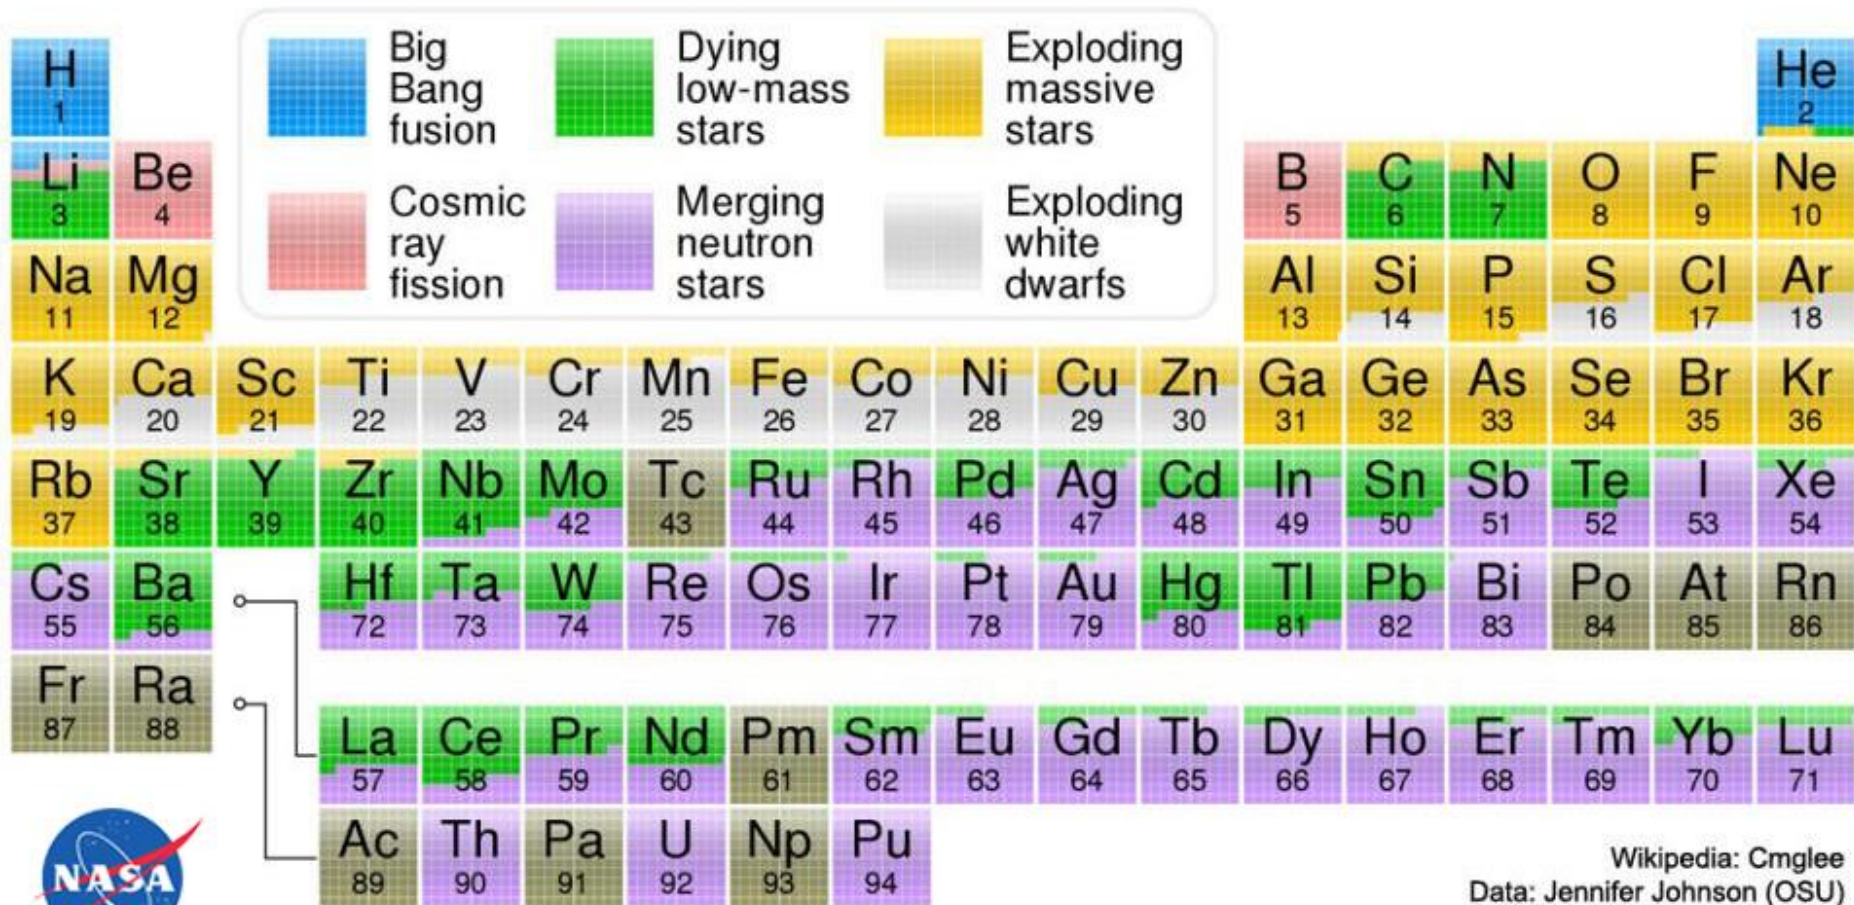 Big
Bang
fusion
Dying
low-mass
stars
Exploding
massive
stars
Cosmic
ray
fission
Merging
neutron
stars
Exploding
white
dwarfs
H He
1 2
Li Be B C N O F Ne
3 4 5 6 7 8 9 10
Na Mg Al Si P S Cl Ar
11 12 13 14 15 16 17 18
K Ca Sc Ti V Cr Mn Fe Co Ni Cu Zn Ga Ge As Se Br Kr
19 20 21 22 23 24 25 26 27 28 29 30 31 32 33 34 35 36
Rb Sr Y Zr Nb Mo Tc Ru Rh Pd Ag Cd In Sn Sb Te I Xe
37 38 39 40 41 42 43 44 45 46 47 48 49 50 51 52 53 54
Cs Ba Hf Ta W Re Os Ir Pt Au Hg Tl Pb Bi Po At Rn
55 56 72 73 74 75 76 77 78 79 80 81 82 83 84 85 86
Fr Ra
87 88
La Ce Pr Nd Pm Sm Eu Gd Tb Dy Ho Er Tm Yb Lu
57 58 59 60 61 62 63 64 65 66 67 68 69 70 71
Ac Th Pa U Np Pu
89 90 91 92 93 94
NASA
Wikipedia: Cmglee
Data: Jennifer Johnson (OSU)